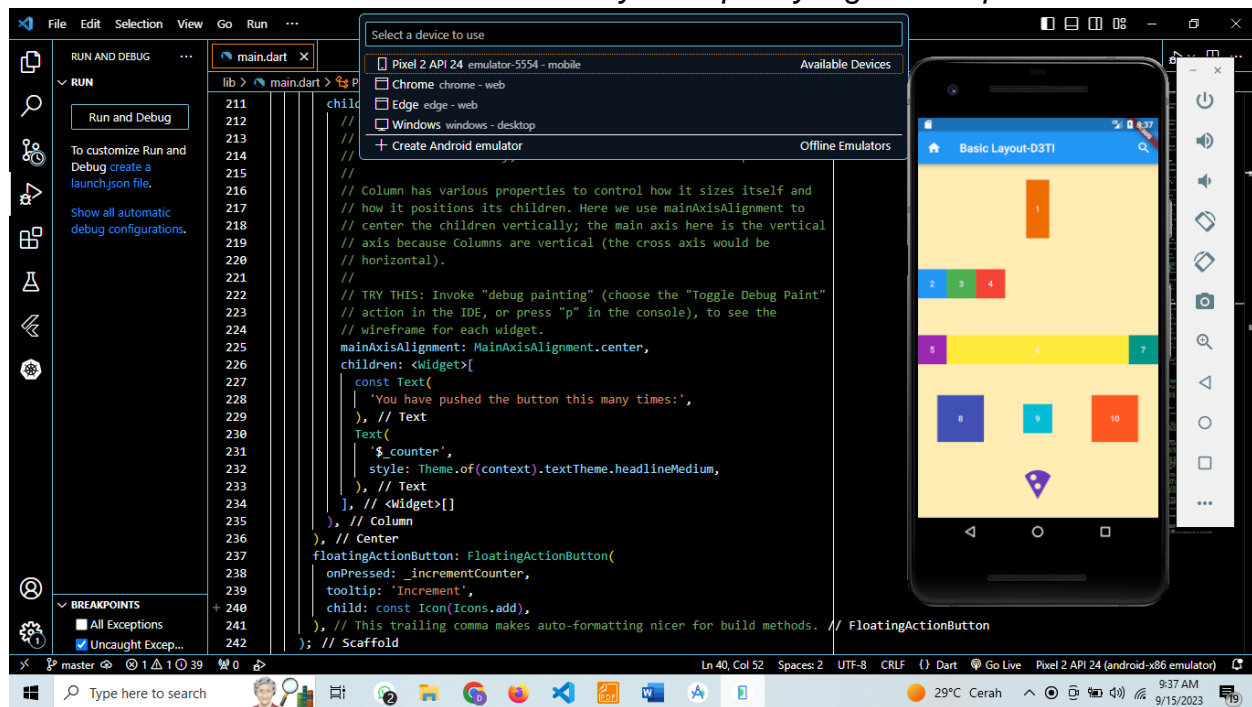 File Edit Selection View Go Run ···
Select a device to use
RUN AND DEBUG ···
RUN
Run and Debug
To customize Run and
Debug create a
launch.json file.
Show all automatic
debug configurations.
BREAKPOINTS
All Exceptions
Uncaught Excep...
main.dart
lib > main.dart >
Pixel 2 API 24 emulator-5554 - mobile Available Devices
Chrome chrome - web
Edge edge - web
Windows windows - desktop
Create Android emulator Offline Emulators
211 child
212 //
213 //
214 //
215 //
216 // Column has various properties to control how it sizes itself and
217 // how it positions its children. Here we use mainAxisAlignment to
218 // center the children vertically; the main axis here is the vertical
219 // axis because Columns are vertical (the cross axis would be
220 // horizontal).
221 //
222 // TRY THIS: Invoke "debug painting" (choose the "Toggle Debug Paint"
223 // action in the IDE, or press "p" in the console), to see the
224 // wireframe for each widget.
225 mainAxisAlignment: MainAxisAlignment.center,
226 children: <Widget>[
227 const Text(
228 'You have pushed the button this many times:',
229 ), // Text
230 Text(
231 '$_counter',
232 style: Theme.of(context).textTheme.headlineMedium,
233 ), // Text
234 ], // <Widget>[]
235 ), // Column
236 ), // Center
237 floatingActionButton: FloatingActionButton(
238 onPressed: _incrementCounter,
239 tooltip: 'Increment',
240 child: const Icon(Icons.add),
241 ), // This trailing comma makes auto-formatting nicer for build methods. // FloatingActionButton
242 ); // Scaffold
9:37
Basic Layout-D3TI
1
2 3 4
5 6 7
8 9 10
master 1 1 39 0 Ln 40, Col 52 Spaces: 2 UTF-8 CRLF {} Dart Go Live Pixel 2 API 24 (android-x86 emulator)
Type here to search 29°C Cerah 9:37 AM
9/15/2023 19